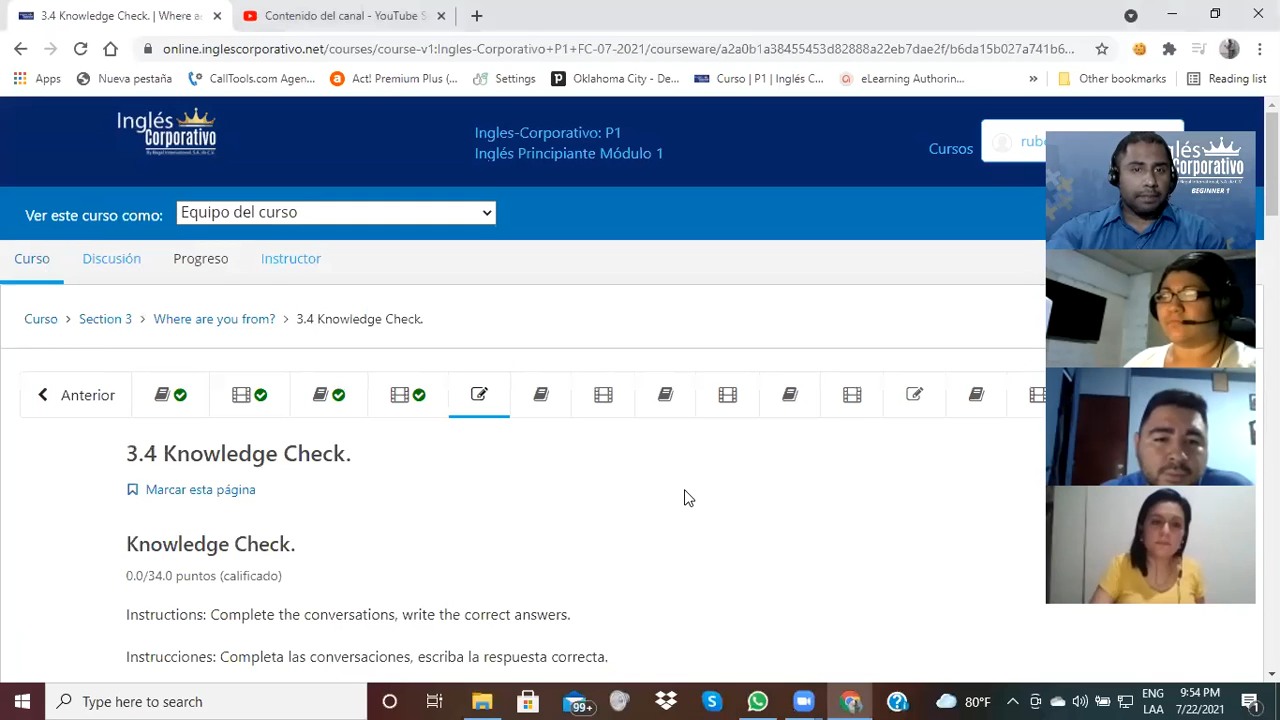 3.4 Knowledge Check. | Where a
Contenido del canal - YouTube S
online.inglescorporativo.net/courses/course-v1:Ingles-Corporativo+P1+FC-07-2021/courseware/a2a0b1a38455453d82888a22eb7dae2f/b6da15b027a741b6...
Apps
Nueva pestaña
CallTools.com Agen...
Act! Premium Plus (...
Settings
Oklahoma City - De...
Curso | P1 | Inglés C...
eLearning Authorin...
»
Other bookmarks
Reading list
Inglés
Corporativo
Ingles-Corporativo: P1
Inglés Principiante Módulo 1
Cursos
rub
glés
Corporativo
BEGINNER 1
Ver este curso como:
Equipo del curso
Curso
Discusión
Progreso
Instructor
Curso > Section 3 > Where are you from? > 3.4 Knowledge Check.
Anterior
3.4 Knowledge Check.
Marcar esta página
Knowledge Check.
0.0/34.0 puntos (calificado)
Instructions: Complete the conversations, write the correct answers.
Instrucciones: Completa las conversaciones, escriba la respuesta correcta.
Type here to search
99+
80°F
ENG
LAA
9:54 PM
7/22/2021
1